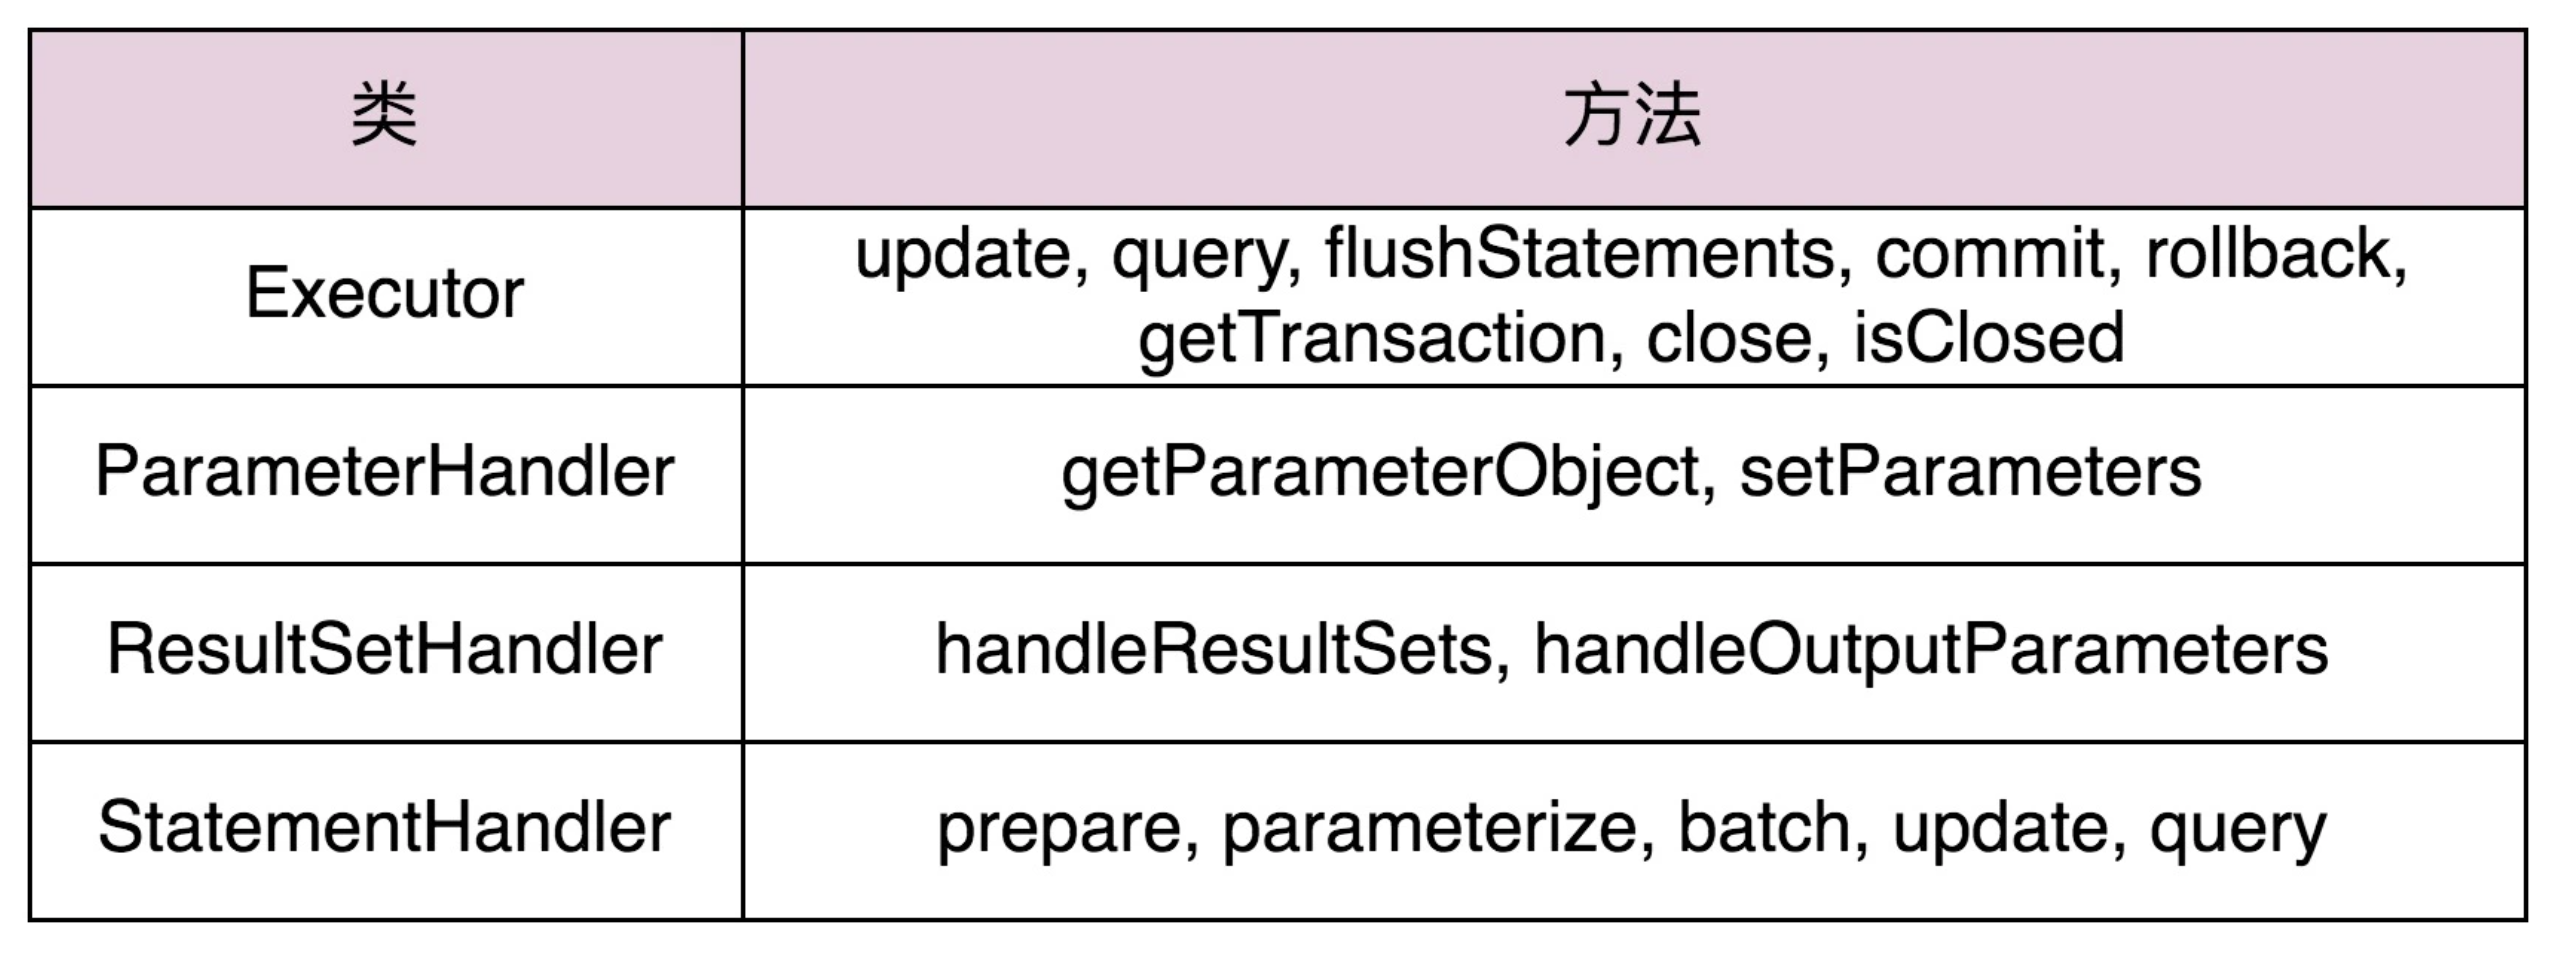 类
方法
Executor
update, query, flushStatements, commit, rollback,
getTransaction, close, isClosed
ParameterHandler
getParameterObject, setParameters
ResultSetHandler
handleResultSets, handleOutputParameters
StatementHandler
prepare, parameterize, batch, update, query